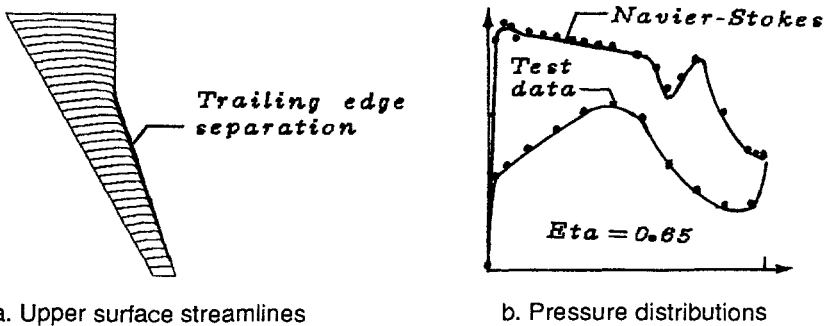 Trailing edge
separation
Navier-Stokes
Test
data
Eta = 0.65
a. Upper surface streamlines
b. Pressure distributions